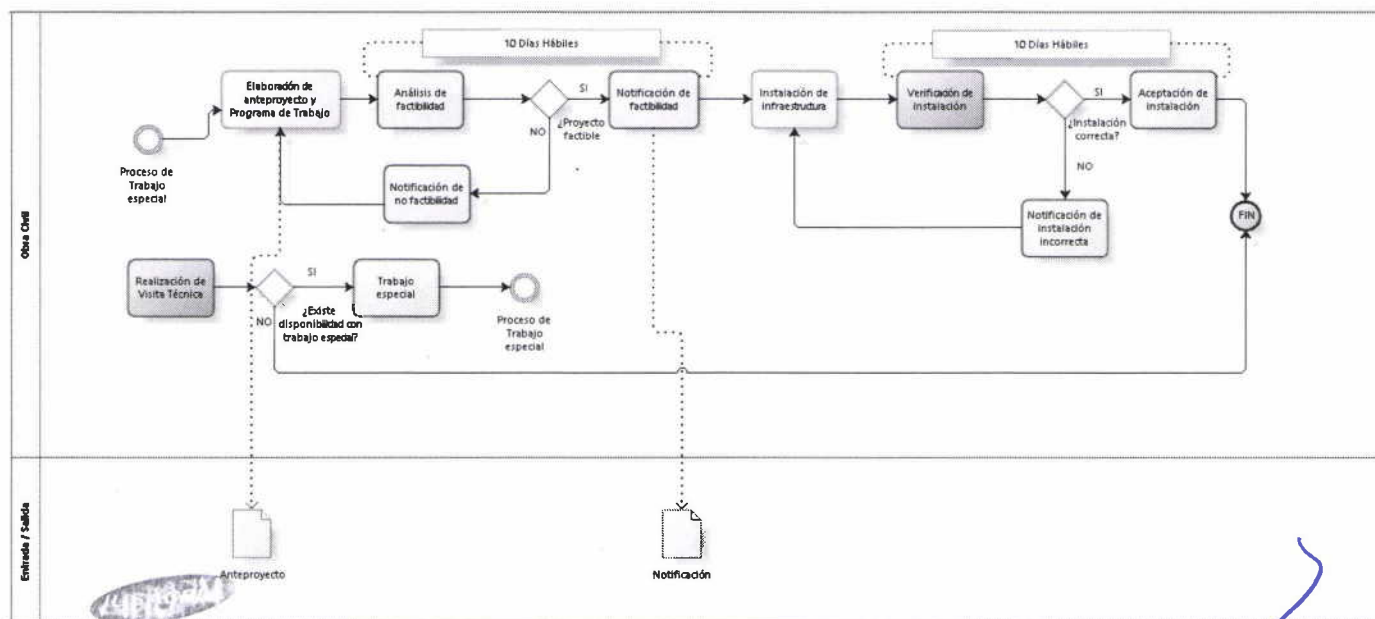 10 Días Hábiles
10 Días Hábiles
Elaboración de
anteproyecto y
Programa de Trabajo
Análisis de
factibilidad
SI
¿Proyecto
factible
NO
Notificación de
factibilidad
Instalación de
infraestructura
Verificación de
instalación
SI
¿Instalación
correcta?
NO
Aceptación de
instalación
Proceso de
Trabajo
especial
Notificación de
no factibilidad
Notificación de
instalación
incorrecta
FIN
Obra Civil
Realización de
Visita Técnica
SI
NO
¿Existe
disponibilidad con
trabajo especial?
Trabajo
especial
Proceso de
Trabajo
especial
Entrada / Salida
Anteproyecto
Notificación